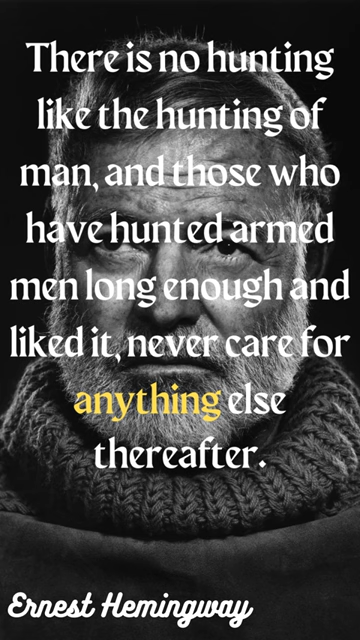 There is no hunting
like the hunting of
man, and those who
have hunted armed
men long enough and
liked it, never care for
anything else
thereafter.
Ernest Hemingway